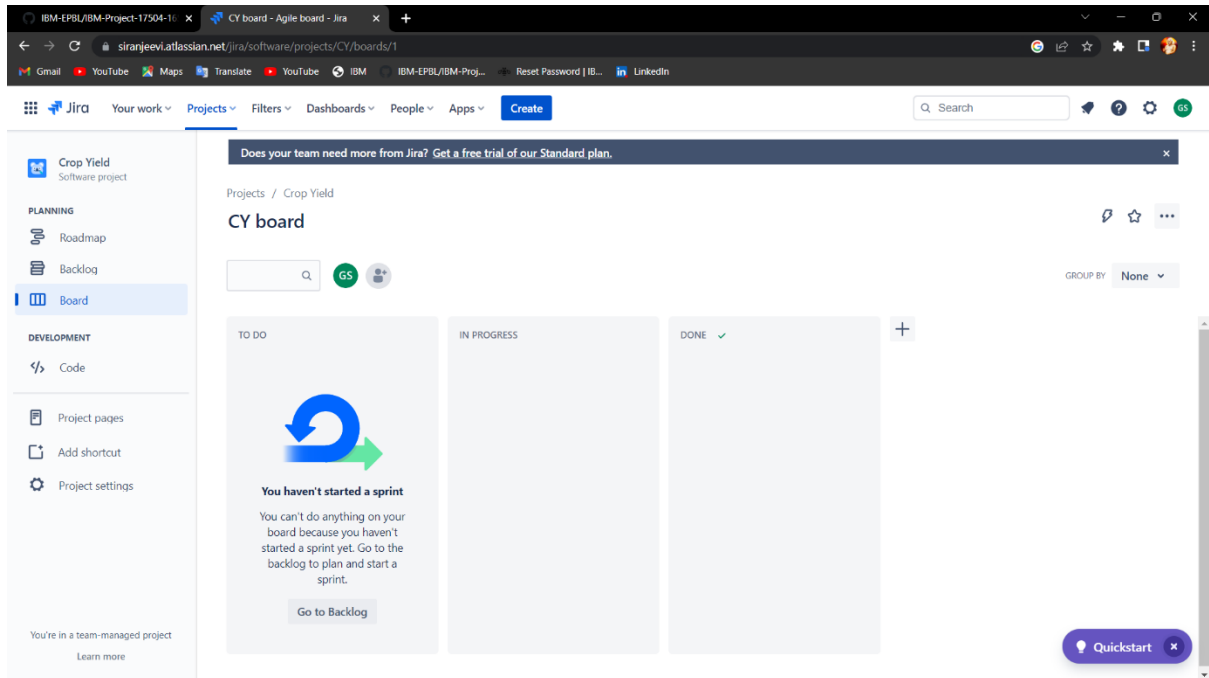 IBM-EPBL/IBM-Project-17504-16
CY board - Agile board - Jira
siranjeevi.atlassian.net/jira/software/projects/CY/boards/1
Gmail YouTube Maps Translate YouTube IBM IBM-EPBL/IBM-Proj... Reset Password | IB... LinkedIn
Jira Your work Projects Filters Dashboards People Apps Create Search GS
Crop Yield
Software project
PLANNING
Roadmap
Backlog
Board
DEVELOPMENT
Code
Project pages
Add shortcut
Project settings
You're in a team-managed project
Learn more
Does your team need more from Jira? Get a free trial of our Standard plan.
Projects / Crop Yield
CY board
GS
GROUP BY None
TO DO
IN PROGRESS
DONE
You haven't started a sprint
You can't do anything on your
board because you haven't
started a sprint yet. Go to the
backlog to plan and start a
sprint.
Go to Backlog
Quickstart